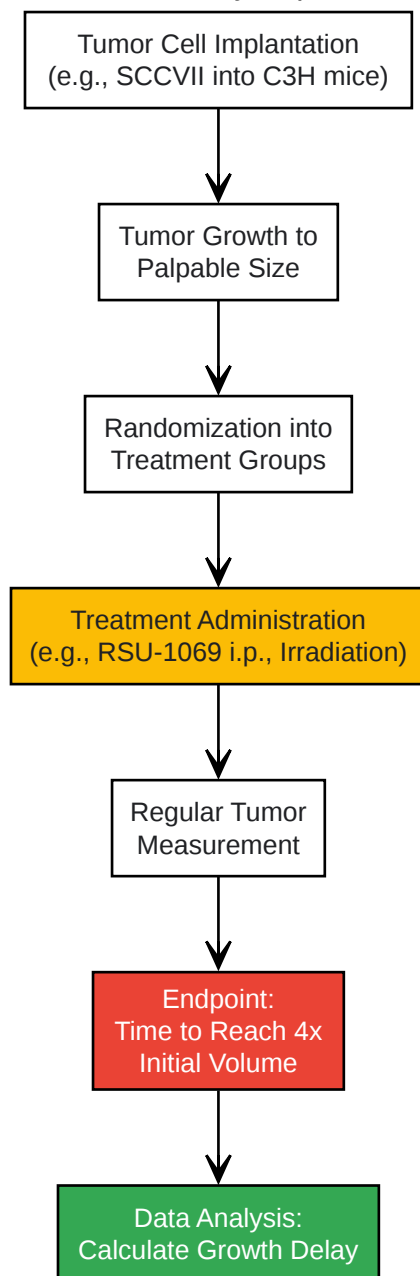 Tumor Cell Implantation
(e.g., SCCVII into C3H mice)
Tumor Growth to
Palpable Size
Randomization into
Treatment Groups
Treatment Administration
(e.g., RSU-1069 i.p., Irradiation)
Regular Tumor
Measurement
Endpoint:
Time to Reach 4x
Initial Volume
Data Analysis:
Calculate Growth Delay